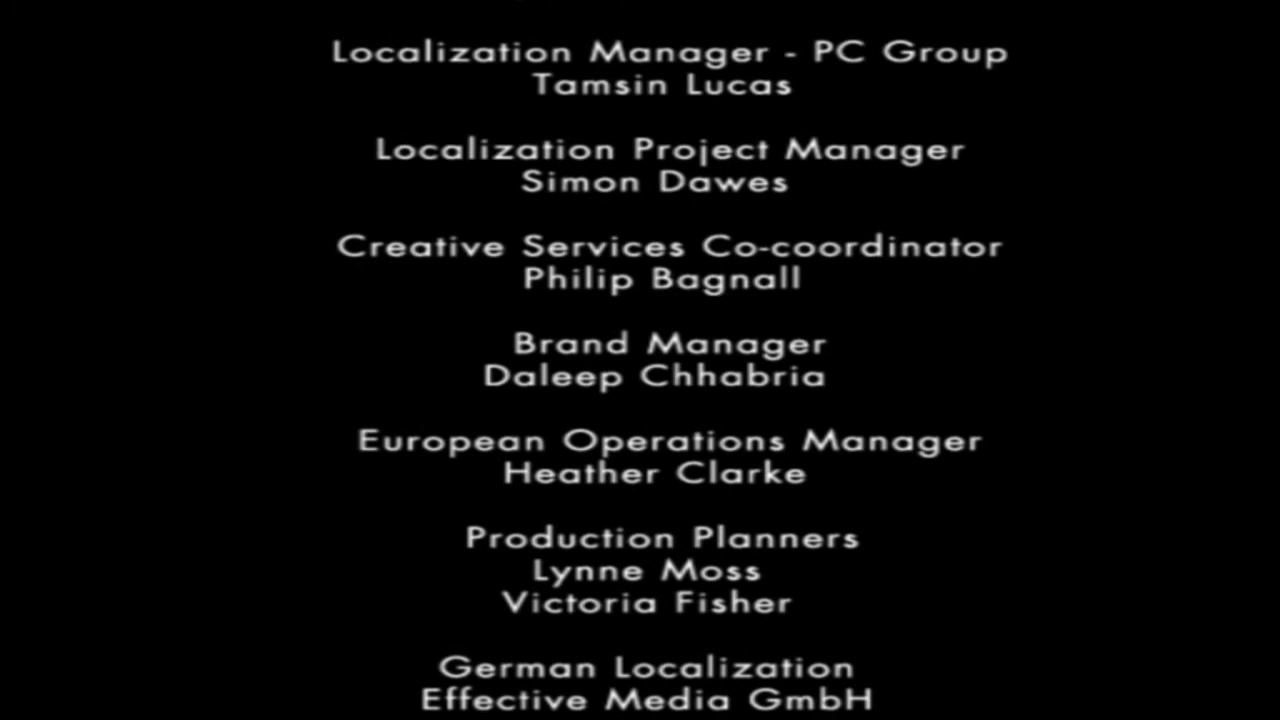 Localization Manager - PC Group
Tamsin Lucas
Localization Project Manager
Simon Dawes
Creative Services Co-coordinator
Philip Bagnall
Brand Manager
Daleep Chhabria
European Operations Manager
Heather Clarke
Production Planners
Lynne Moss
Victoria Fisher
German Localization
Effective Media GmbH